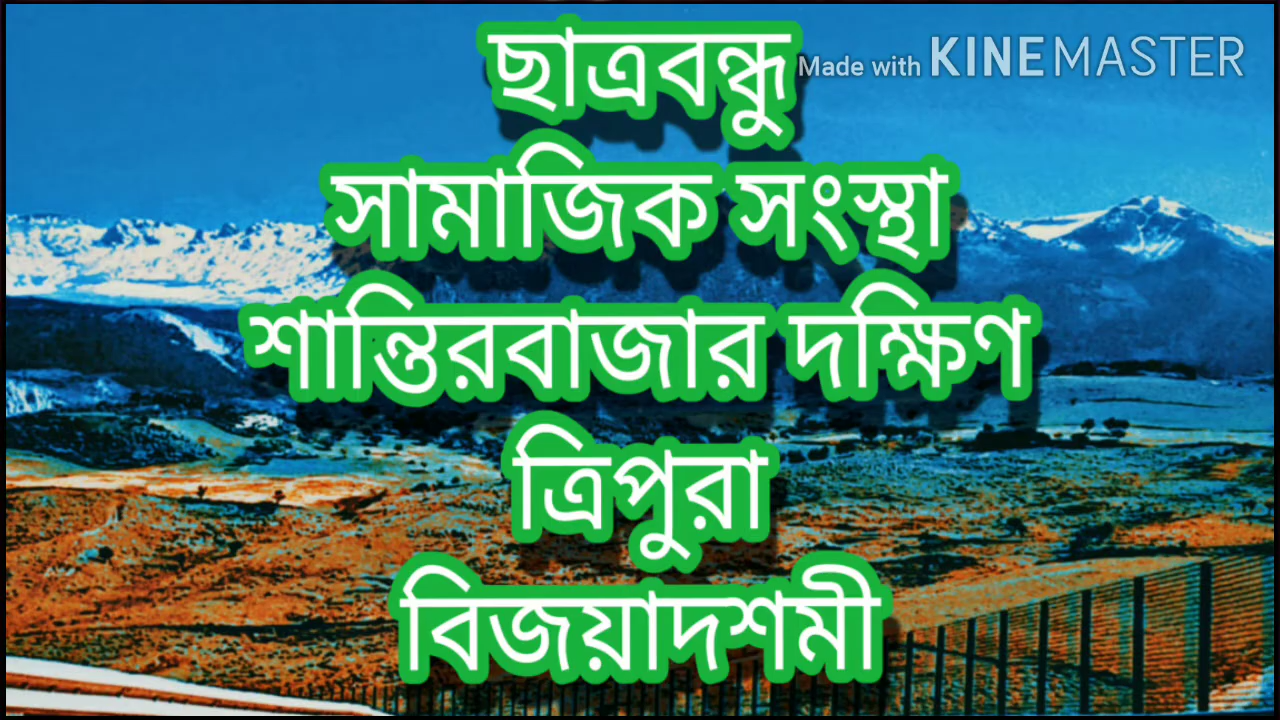 ছাত্রবন্ধু
Made with KINEMASTER
সামাজিক সংস্থা
শান্তিরবাজার দক্ষিণ
ত্রিপুরা
বিজয়াদশমী